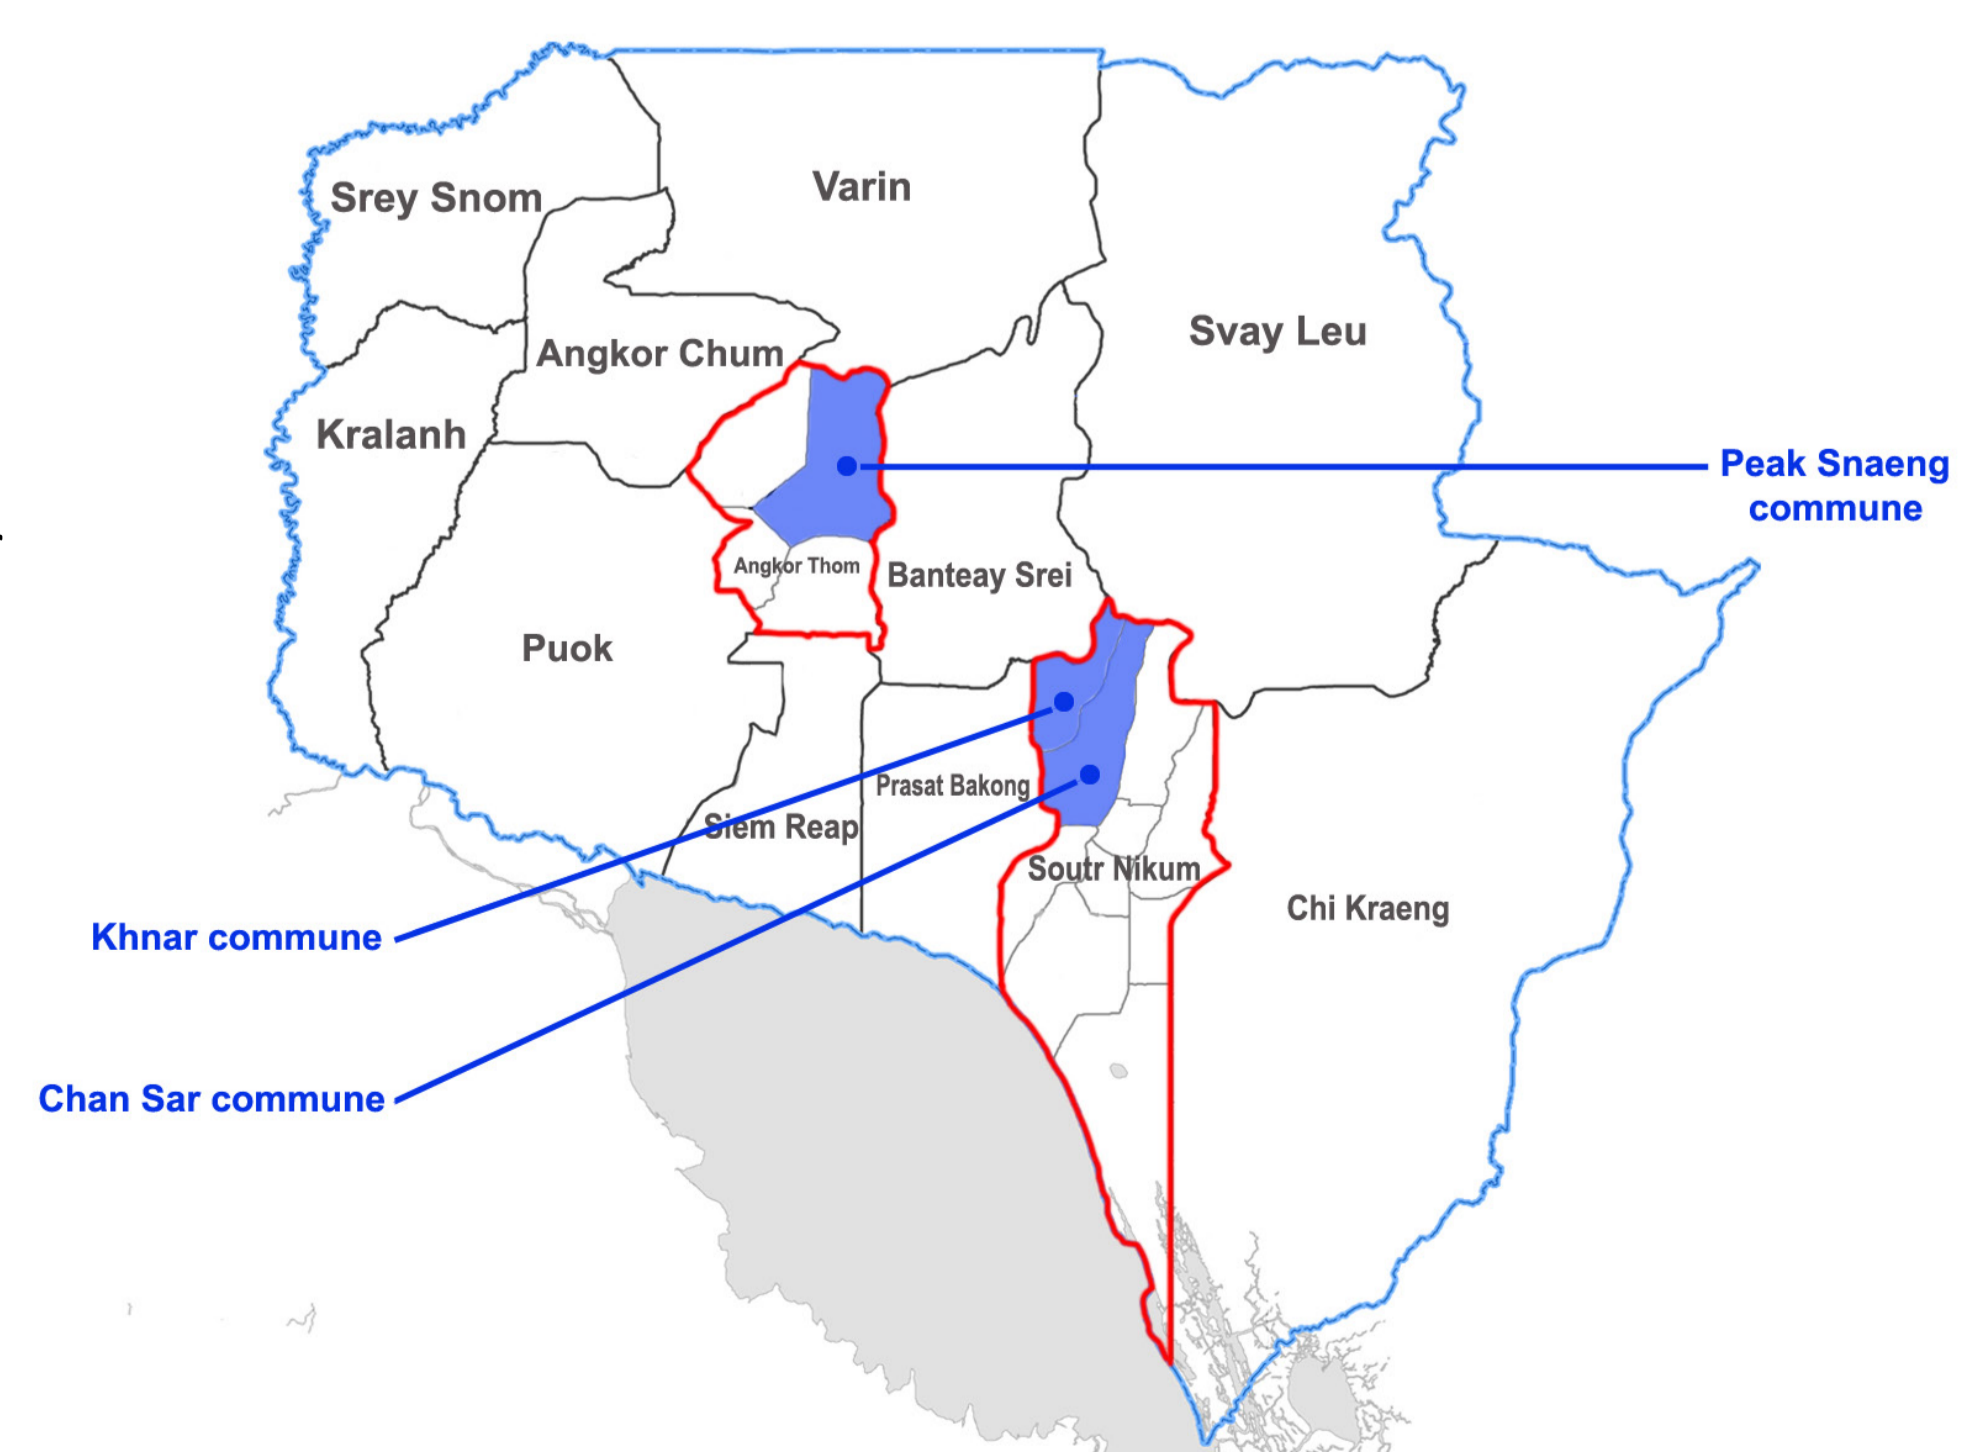 Varin
Srey Snom
Svay Leu
Angkor Chum
Kralanh
Peak Snaeng
commune
Angkor Thom
Banteay Srei
Puok
Prasat Bakong
Siem Reap
Soutr Nikum
Chi Kraeng
Khnar commune
Chan Sar commune